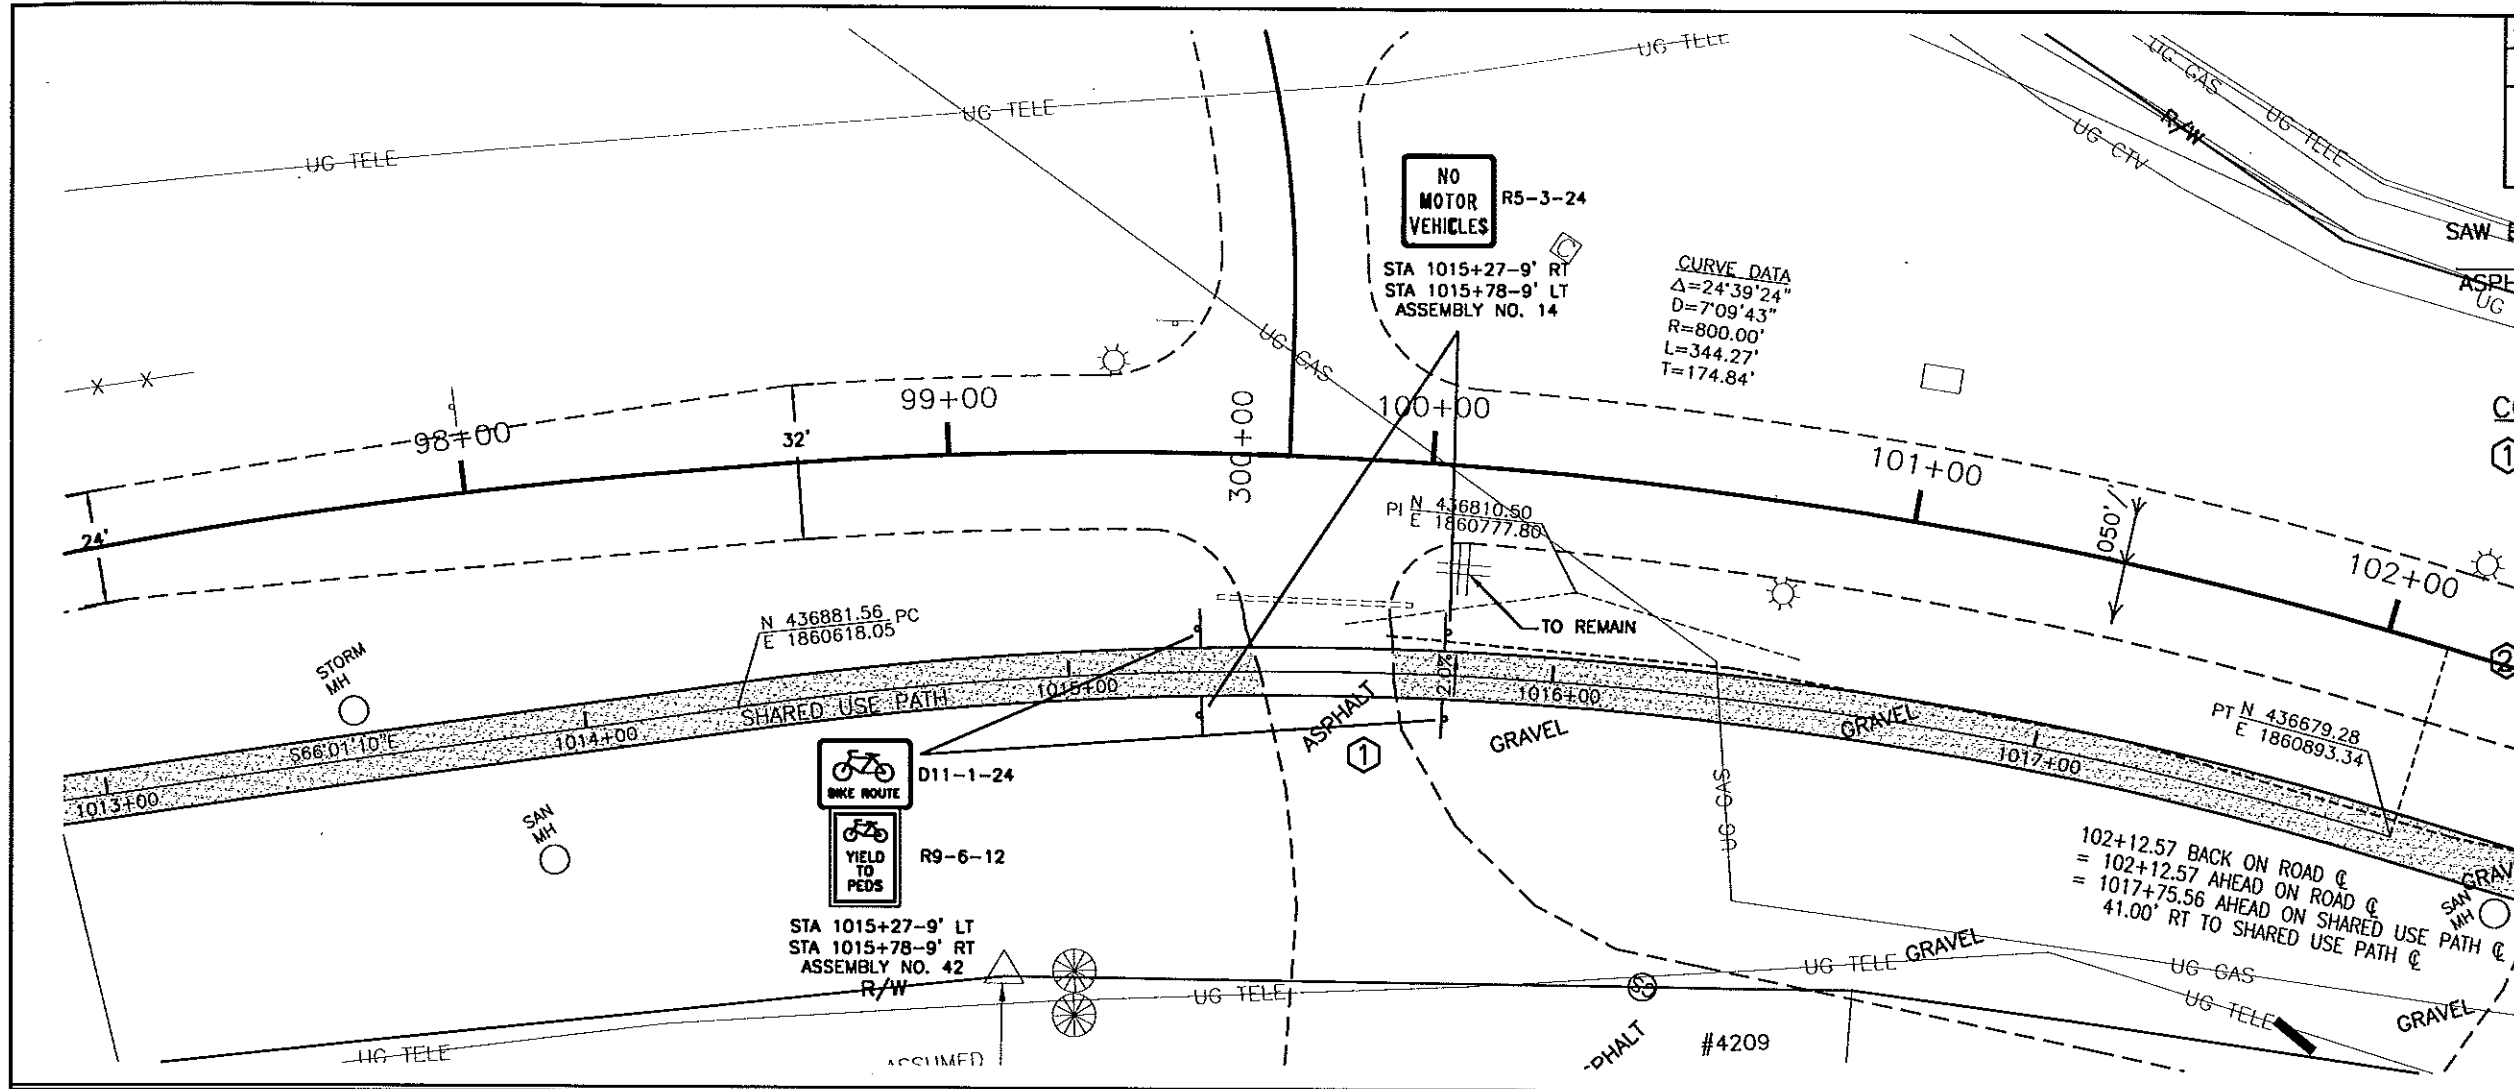 UG TELE
UG TELE
UG TELE
UG GAS
UG TELE
R/W
UG CTV
SAW
UG
NO
MOTOR
VEHICLES
R5-3-24
C
STA 1015+27-9' RT
STA 1015+78-9' LT
ASSEMBLY NO. 14
CURVE DATA
Δ=24°39'24"
D=7°09'43"
R=800.00'
L=344.27'
T=174.84'
UG GAS
X X
98+00
99+00
300+00
100+00
101+00
102+00
32'
24'
1
PI N 436810.50
E 1860777.80
TO REMAIN
N 436881.56 PC
E 1860618.05
STORM
MH
SHARED USE PATH
S66°01'10"E
1013+00
1014+00
1015+00
1016+00
1017+00
2.0%
ASPHALT
1
GRAVEL
GRAVEL
2
PT N 436679.28
E 1860893.34
SAN
MH
BIKE ROUTE
D11-1-24
YIELD
TO
PEDS
R9-6-12
STA 1015+27-9' LT
STA 1015+78-9' RT
ASSEMBLY NO. 42
R/W
UG GAS
102+12.57 BACK ON ROAD ℄
= 102+12.57 AHEAD ON ROAD ℄
= 1017+75.56 AHEAD ON SHARED USE PATH ℄
41.00' RT TO SHARED USE PATH ℄
SAN
MH
UG TELE
UG TELE
GRAVEL
UG GAS
UG TELE
GRAVEL
UG TELE
ASSUMED
#4209